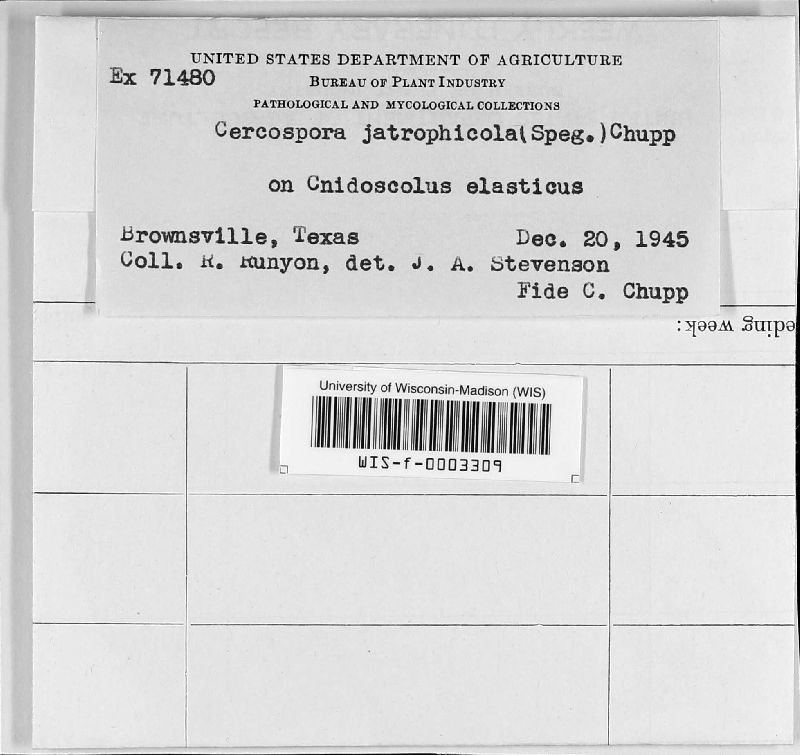 UNITED STATES DEPARTMENT OF AGRICULTURE
Ex 71480
BUREAU OF PLANT INDUSTRY
PATHOLOGICAL AND MYCOLOGICAL COLLECTIONS
Cercospora jatrophicola(Speg.)Chupp
on Cnidoscolus elasticus
Brownsville, Texas Dec. 20, 1945
Coll. R. Runyon, det. J. A. Stevenson
Fide C. Chupp
eding week:
University of Wisconsin-Madison (WIS)
WIS-f-0003309